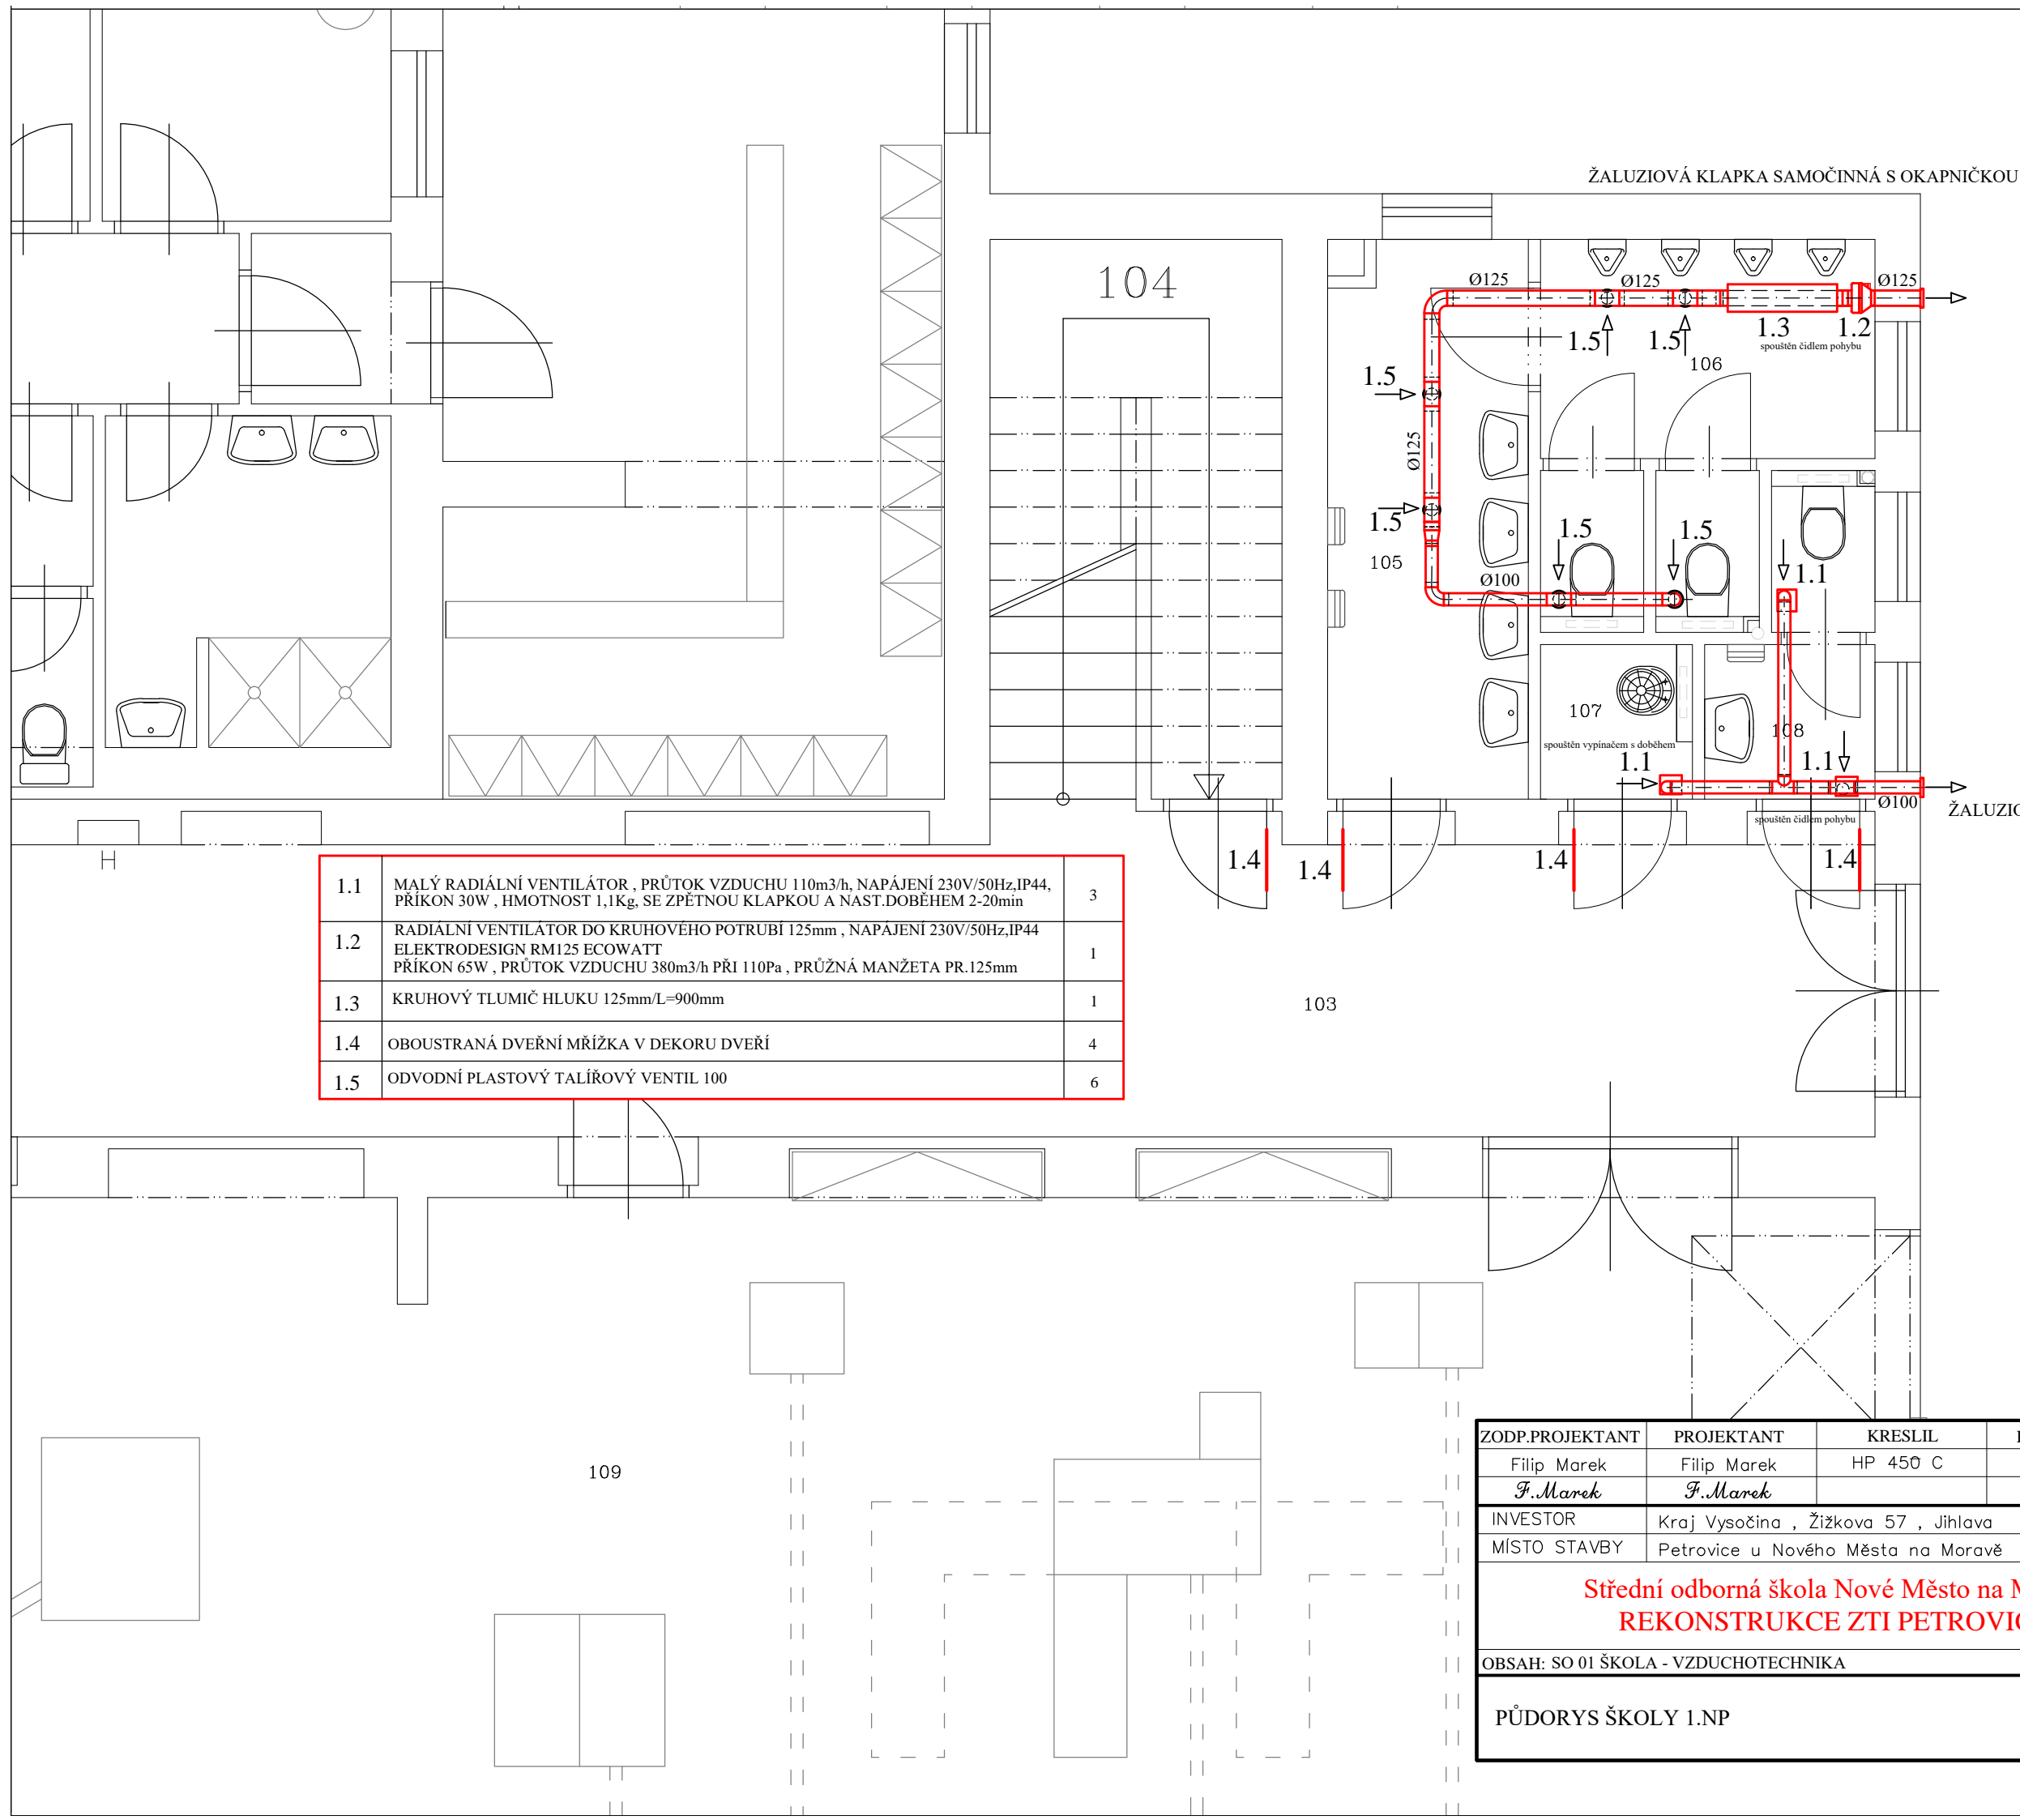 ŽALUZIOVÁ KLAPKA SAMOČINNÁ S OKAPNIČKOU
104
Ø125
Ø125
Ø125
1.5
1.5
1.3
1.2
spouštěn čidlem pohybu
106
1.5
Ø125
1.5
105
1.5
1.5
Ø100
1.1
107
108
spouštěn vypínačem s doběhem
1.1
1.1
Ø100
spouštěn čidlem pohybu
1.4
1.4
1.4
1.4
H
1.1 MALÝ RADIÁLNÍ VENTILÁTOR , PRŮTOK VZDUCHU 110m3/h, NAPÁJENÍ 230V/50Hz,IP44,
PŘÍKON 30W , HMOTNOST 1,1Kg, SE ZPĚTNOU KLAPKOU A NAST.DOBĚHEM 2-20min 3
1.2 RADIÁLNÍ VENTILÁTOR DO KRUHOVÉHO POTRUBÍ 125mm , NAPÁJENÍ 230V/50Hz,IP44
ELEKTRODESIGN RM125 ECOWATT 1
PŘÍKON 65W , PRŮTOK VZDUCHU 380m3/h PŘI 110Pa , PRŮŽNÁ MANŽETA PR.125mm
1.3 KRUHOVÝ TLUMIČ HLUKU 125mm/L=900mm 1
1.4 OBOUSTRANÁ DVEŘNÍ MŘÍŽKA V DEKORU DVEŘÍ 4
1.5 ODVODNÍ PLASTOVÝ TALÍŘOVÝ VENTIL 100 6
103
109
ZODP.PROJEKTANT PROJEKTANT KRESLIL
Filip Marek Filip Marek HP 450 C
F.Marek F.Marek
INVESTOR Kraj Vysočina , Žižkova 57 , Jihlava
MÍSTO STAVBY Petrovice u Nového Města na Moravě
Střední odborná škola Nové Město na
REKONSTRUKCE ZTI
OBSAH: SO 01 ŠKOLA - VZDUCHOTECHNIKA
PŮDORYS ŠKOLY 1.NP